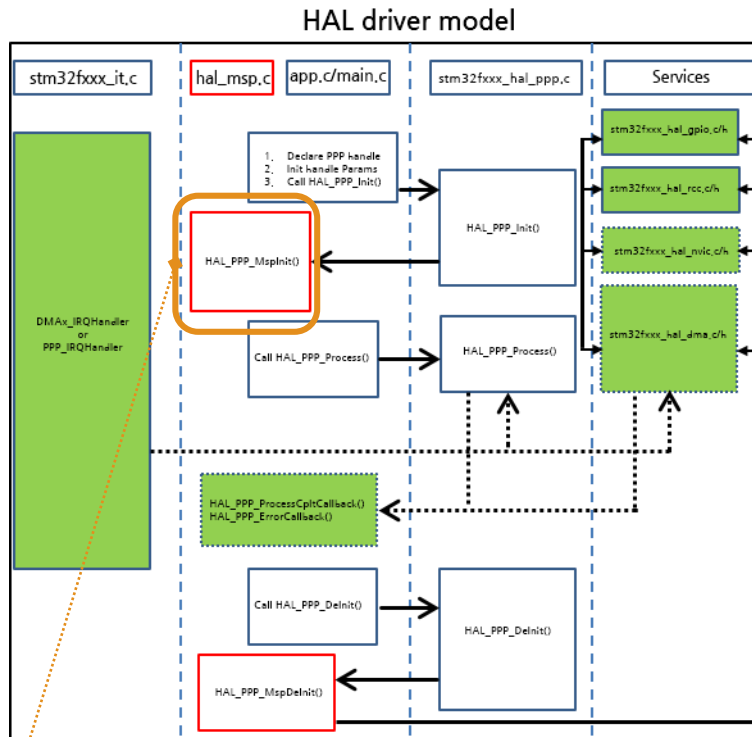 HAL driver model
stm32fxxx_it.c
hal_msp.c
app.c/main.c
stm32fxxx_hal_ppp.c
Services
1. Declare PPP handle
2. Init handle Params
3. Call HAL_PPP_Init()
HAL_PPP_Init()
HAL_PPP_MspInit()
stm32fxxx_hal_gpio.c/h
stm32fxxx_hal_rcc.c/h
stm32fxxx_hal_nvic.c/h
stm32fxxx_hal_dma.c/h
DMAx_IRQHandler
or
PPP_IRQHandler
Call HAL_PPP_Process()
HAL_PPP_Process()
HAL_PPP_ProcessCpltCallback()
HAL_PPP_ErrorCallback()
Call HAL_PPP_DeInit()
HAL_PPP_DeInit()
HAL_PPP_MspDeInit()